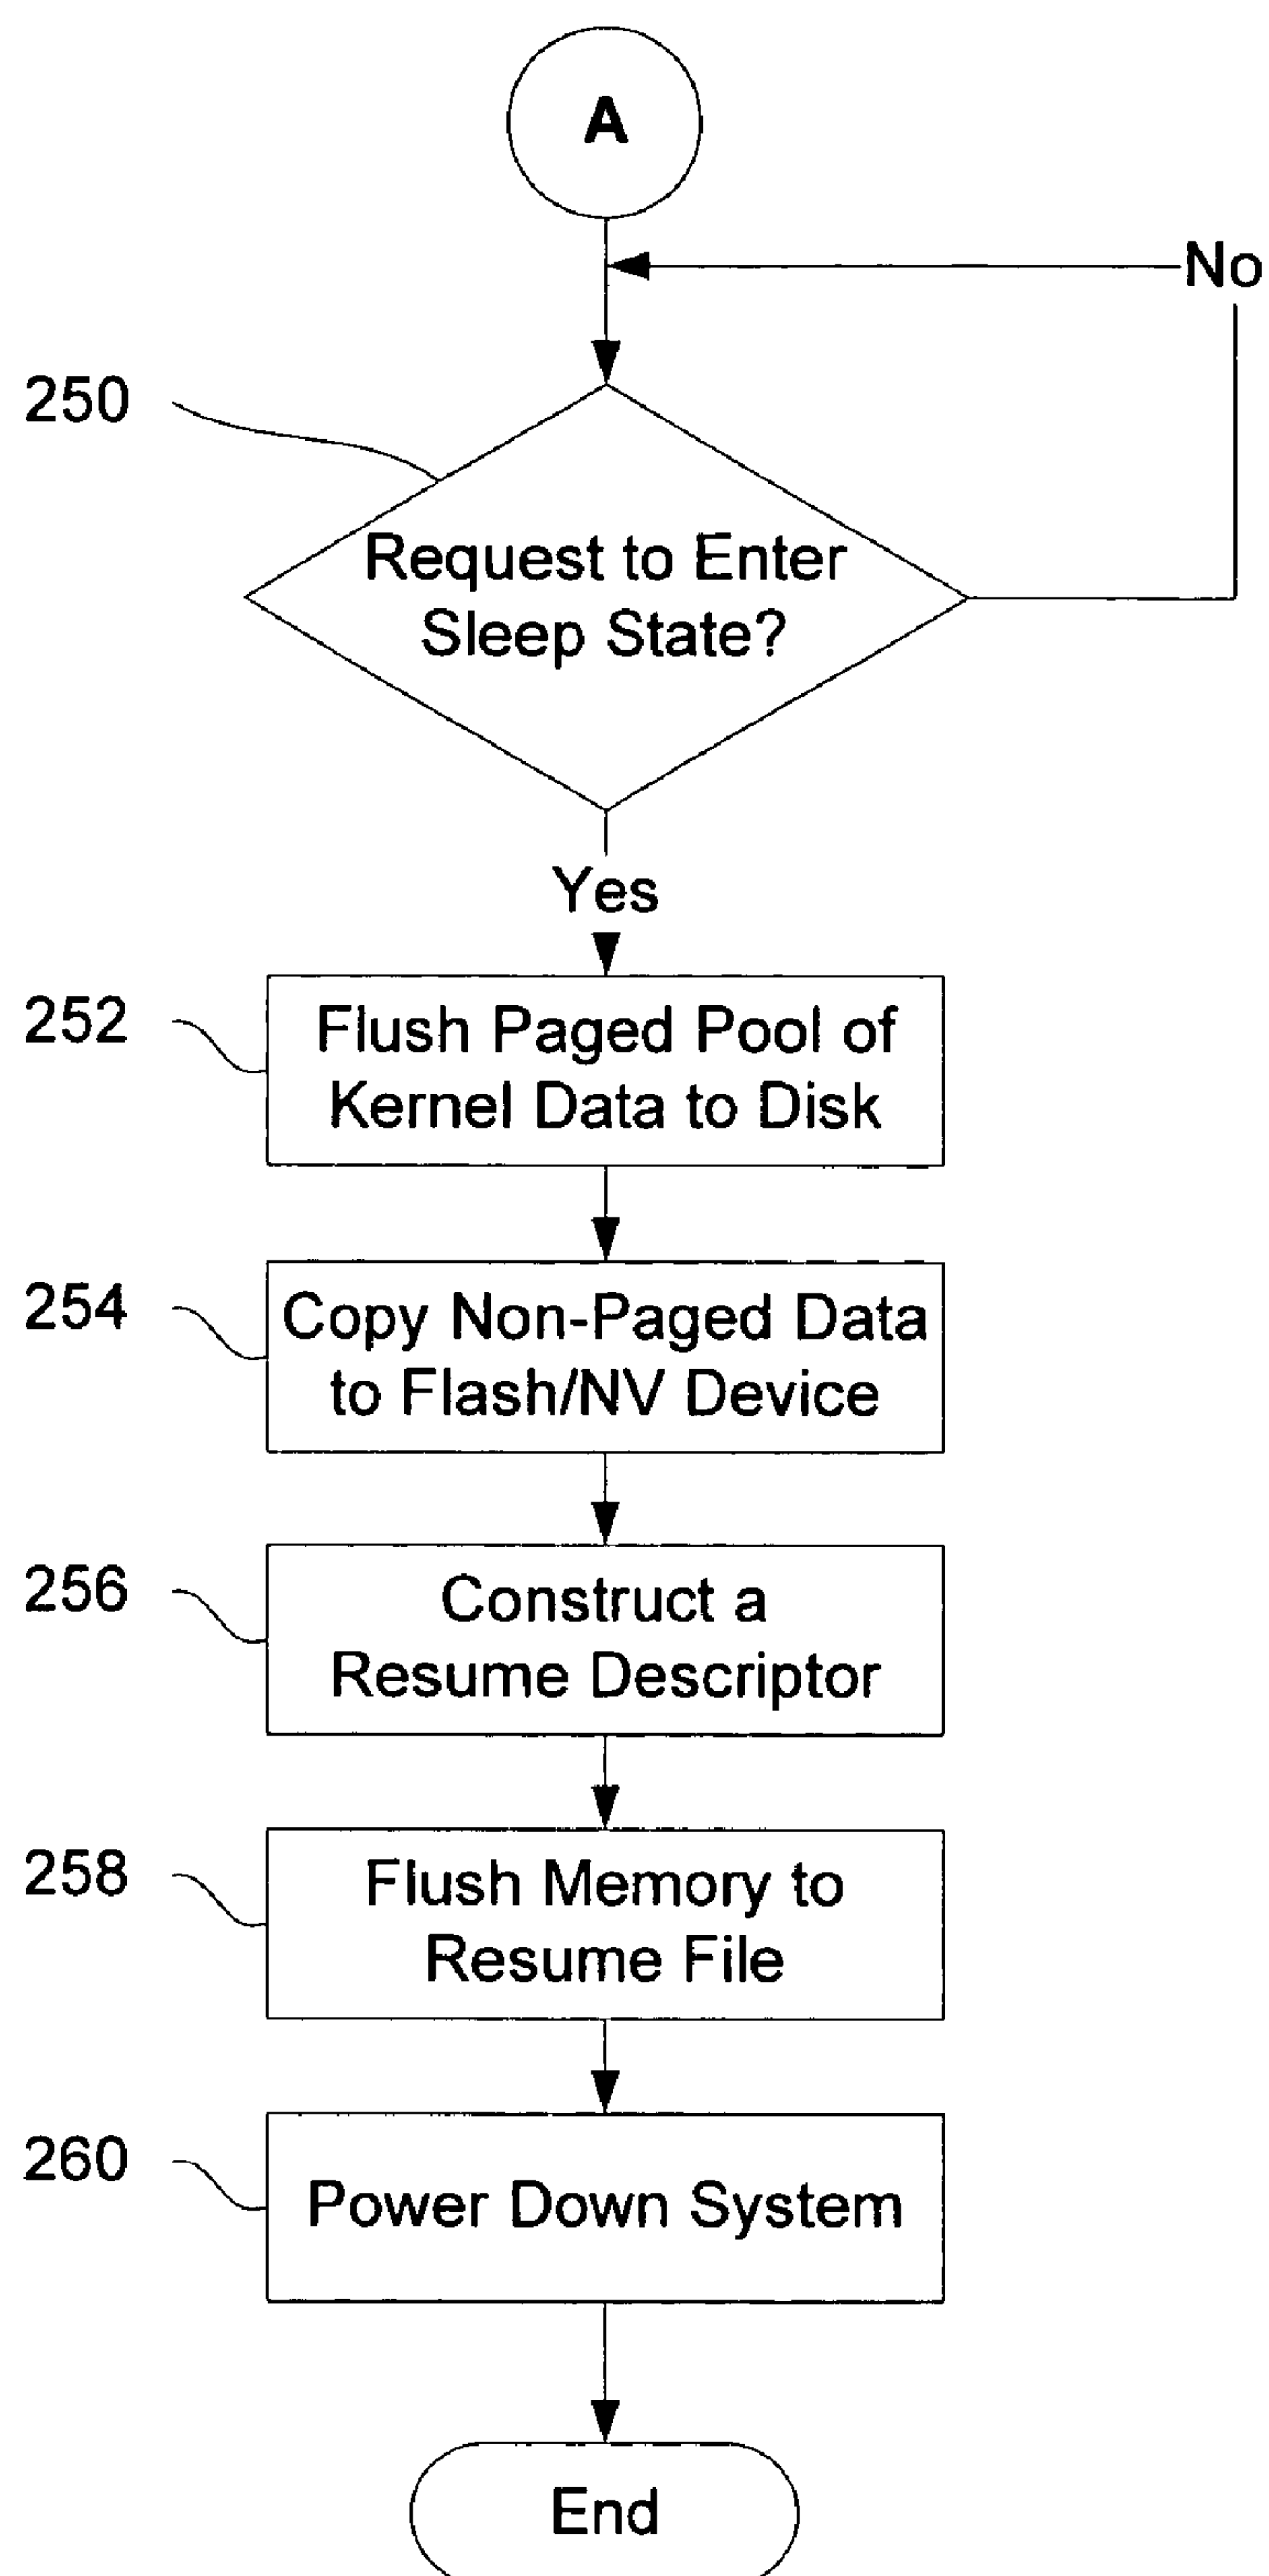 A
No
250
Request to Enter
Sleep State?
Yes
252
Flush Paged Pool of
Kernel Data to Disk
254
Copy Non-Paged Data
to Flash/NV Device
256
Construct a
Resume Descriptor
258
Flush Memory to
Resume File
260
Power Down System
End